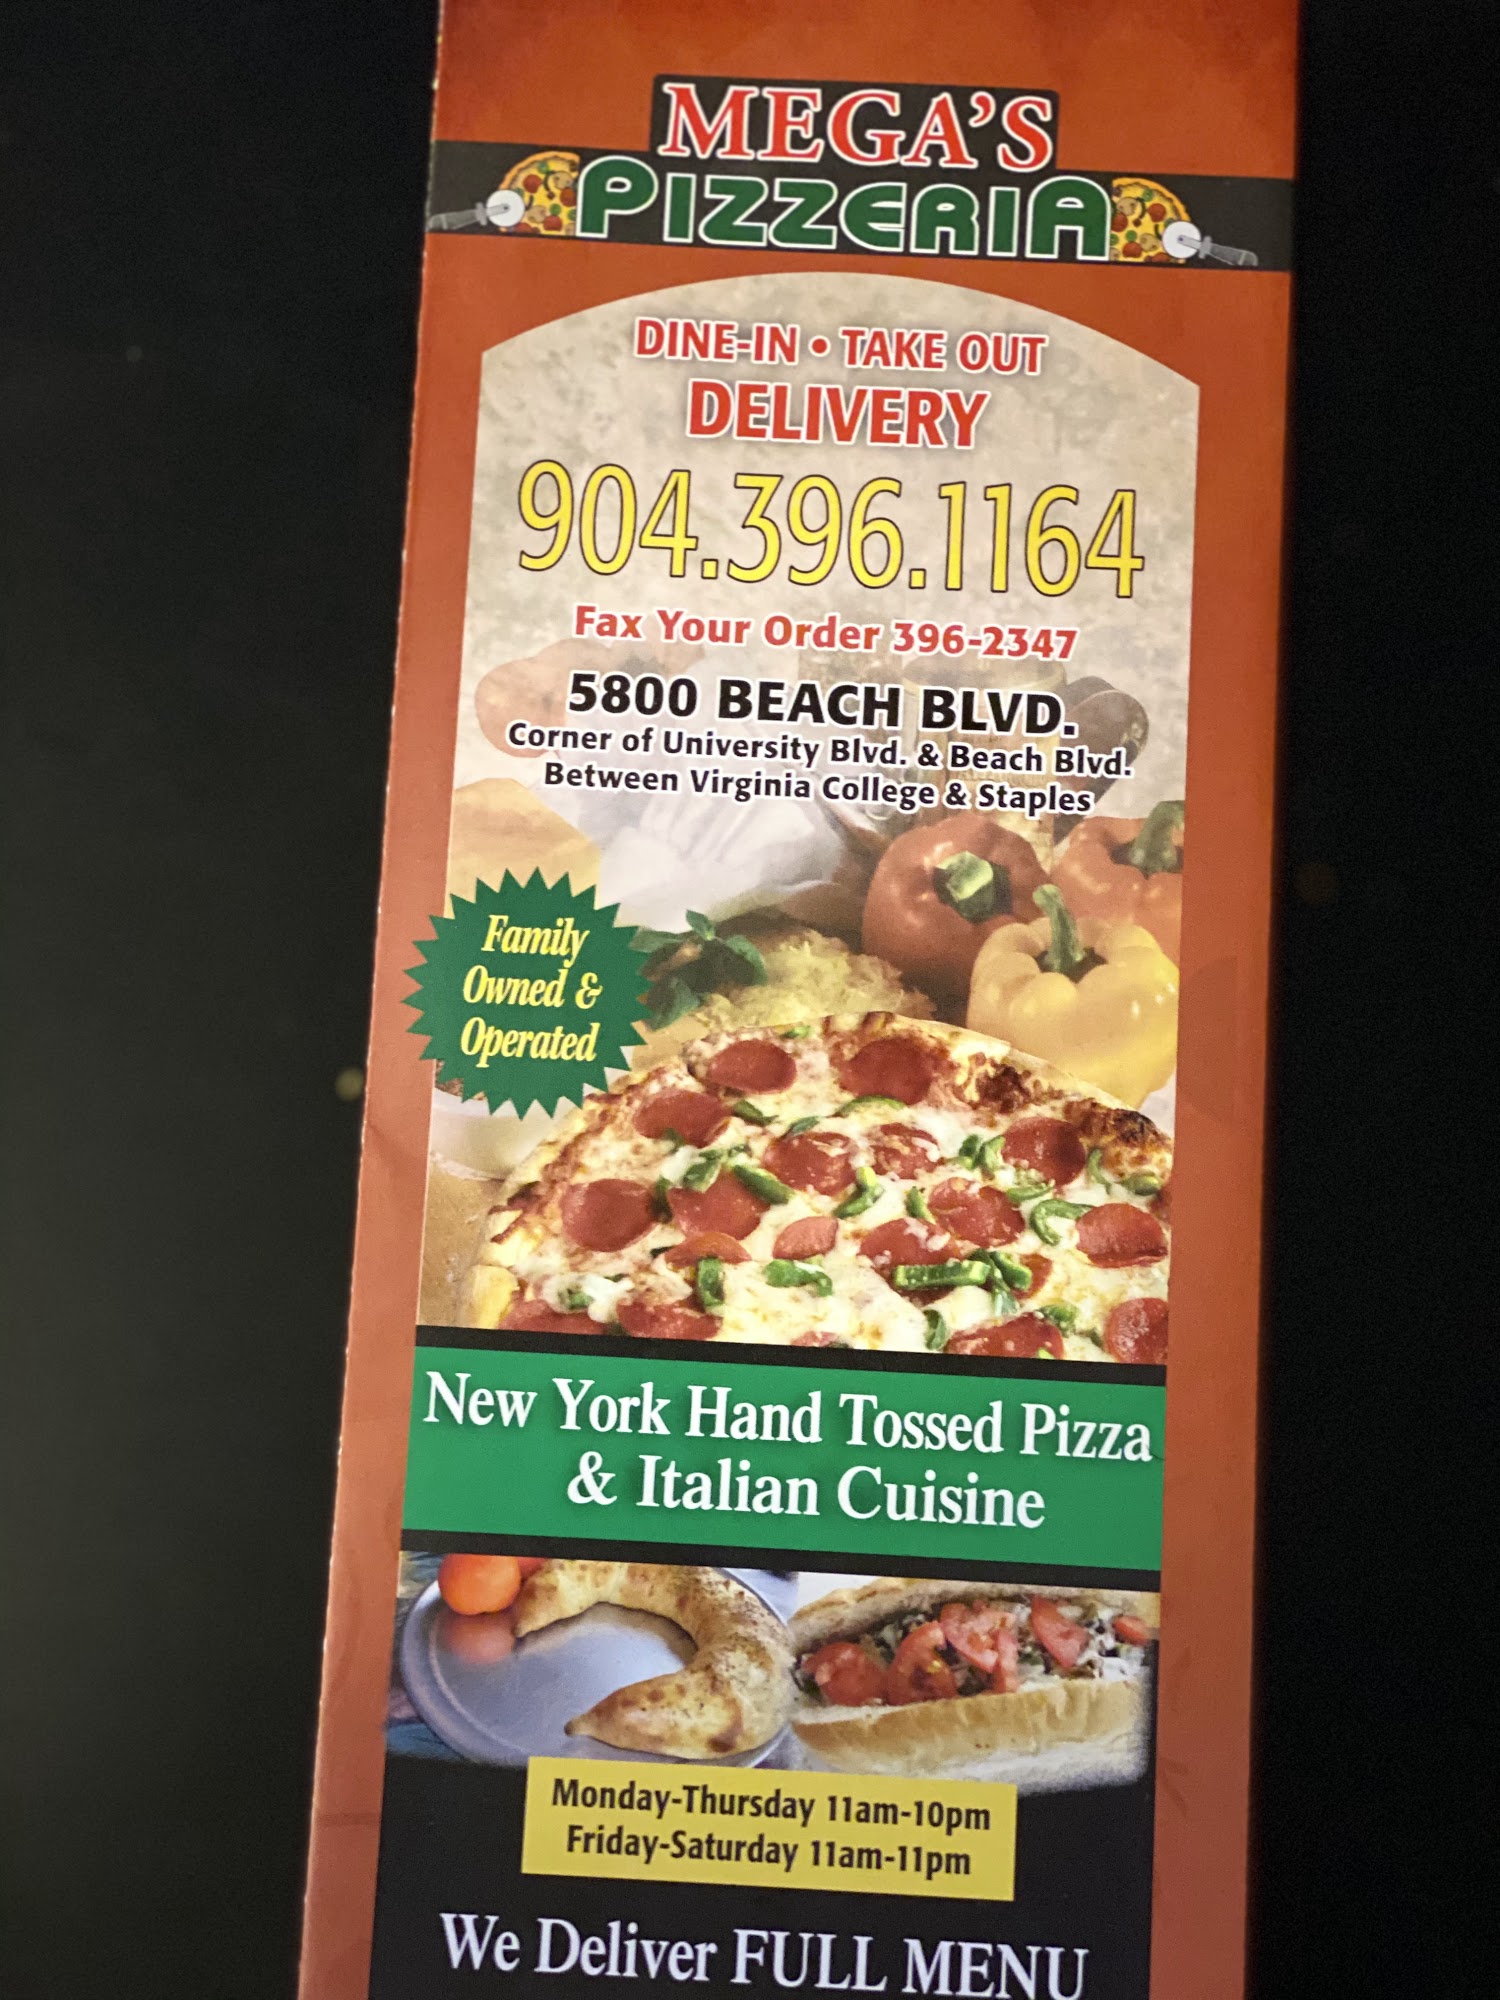 MEGA'S
PIZZERIA
DINE-IN • TAKE OUT
DELIVERY
904.396.1164
Fax Your Order 396-2347
5800 BEACH BLVD.
Corner of University Blvd. & Beach Blvd.
Between Virginia College & Staples
Family
Owned &
Operated
New York Hand Tossed Pizza
& Italian Cuisine
Monday-Thursday 11am-10pm
Friday-Saturday 11am-11pm
We Deliver FULL MENU